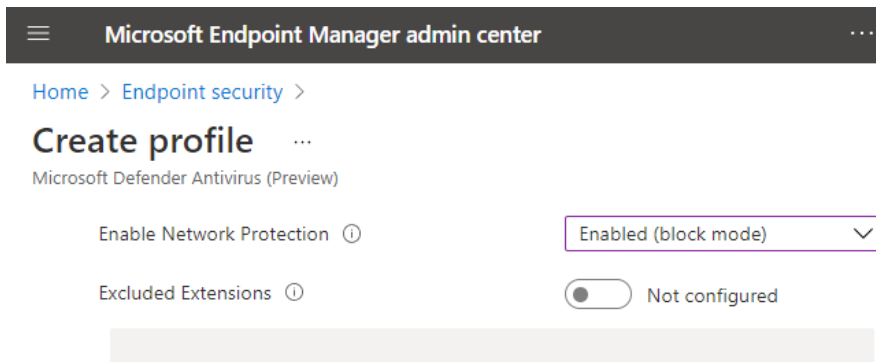 Microsoft Endpoint Manager admin center ...
Home > Endpoint security >
Create profile ...
Microsoft Defender Antivirus (Preview)
Enable Network Protection Enabled (block mode)
Excluded Extensions Not configured